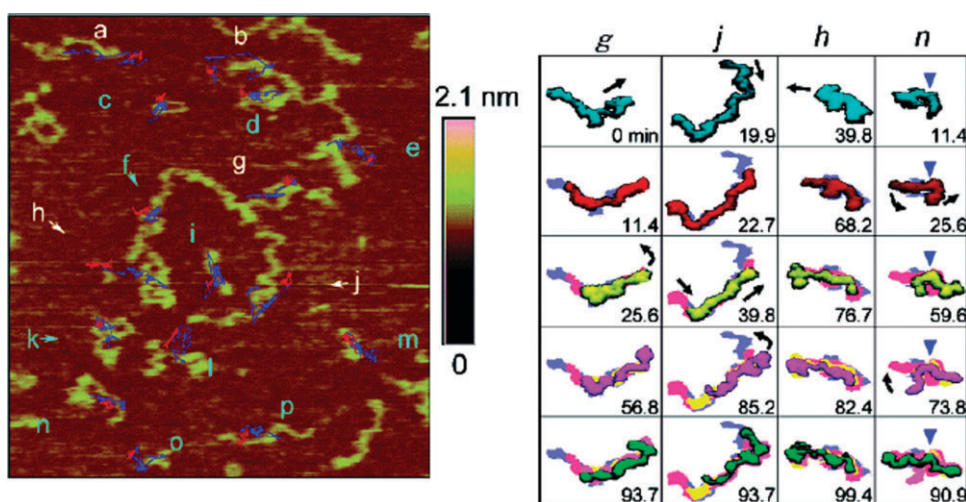 a
b
c
d
e
f
g
h
i
j
k
l
m
n
o
p
2.1 nm
0
g j h n
0 min 19.9 39.8 11.4
11.4 22.7 68.2 25.6
25.6 39.8 76.7 59.6
56.8 85.2 82.4 73.8
93.7 93.7 99.4 90.9